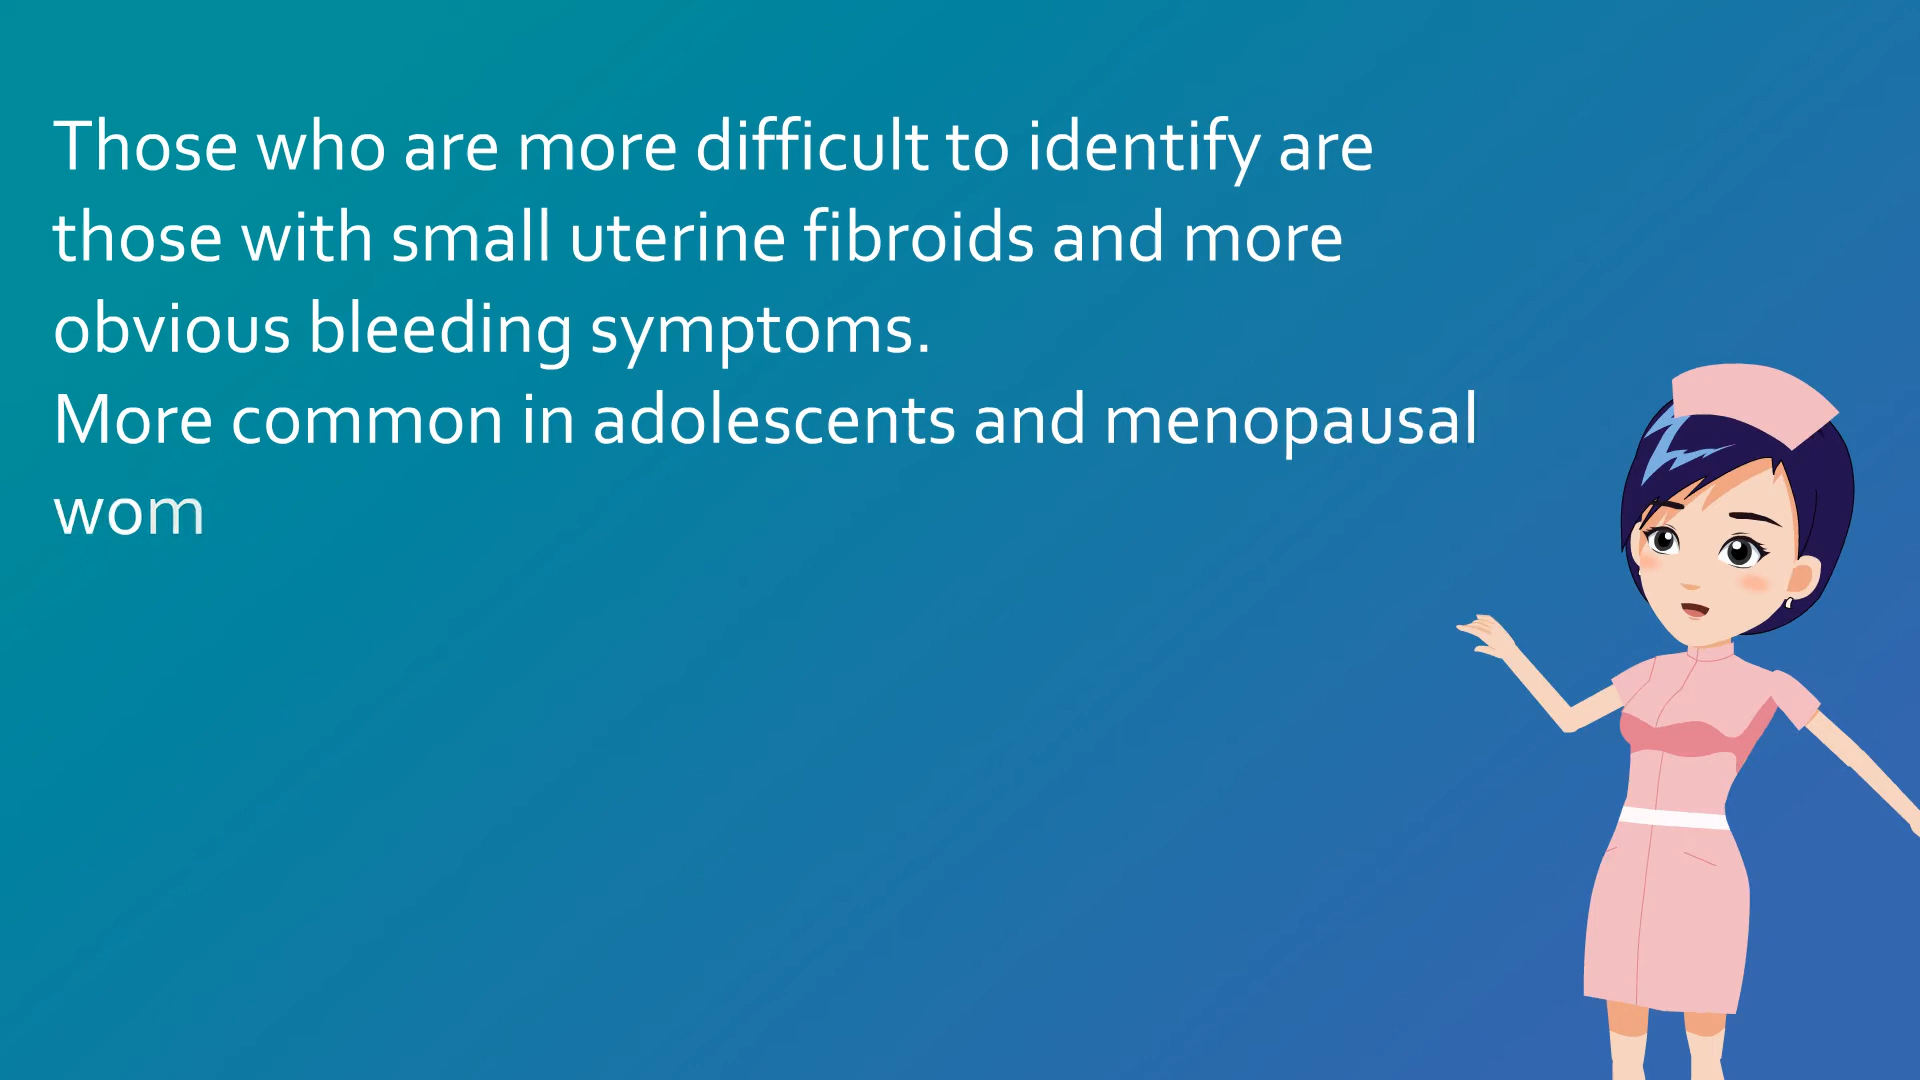 Those who are more difficult to identify are
those with small uterine fibroids and more
obvious bleeding symptoms.
More common in adolescents and menopausal
wom